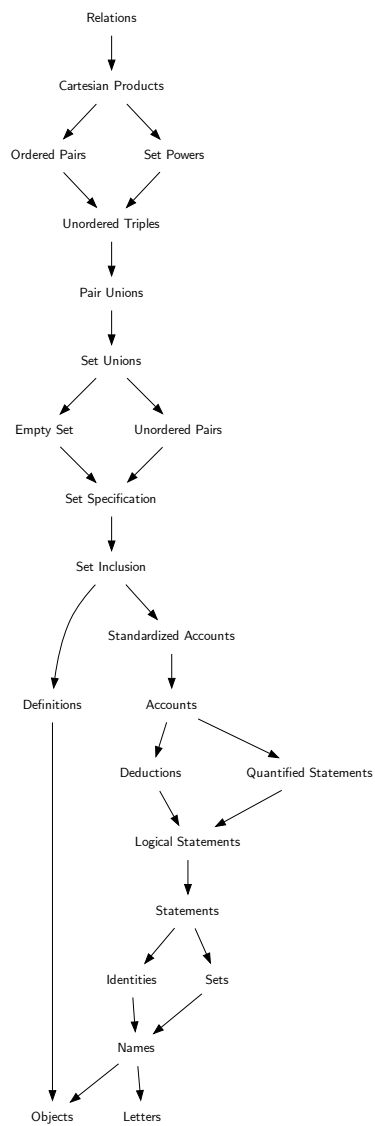 Relations
Cartesian Products
Ordered Pairs
Set Powers
Unordered Triples
Pair Unions
Set Unions
Empty Set
Unordered Pairs
Set Specification
Set Inclusion
Standardized Accounts
Definitions
Accounts
Deductions
Quantified Statements
Logical Statements
Statements
Identities
Sets
Names
Objects
Letters